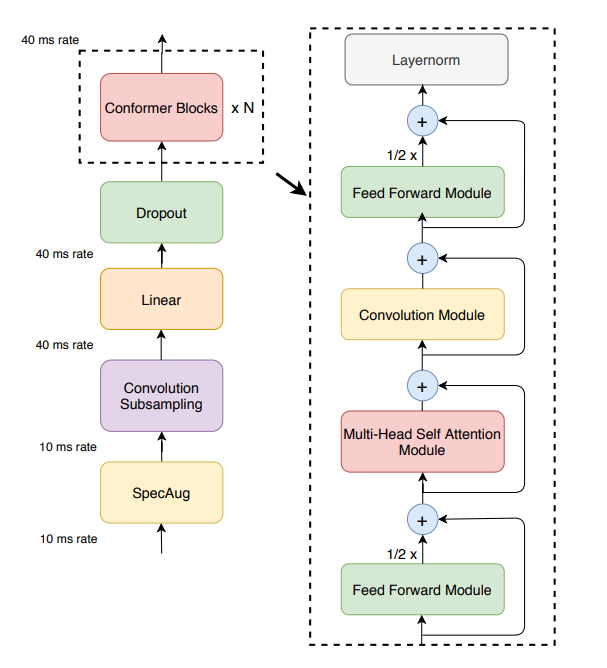 40 ms rate
Conformer Blocks
x N
Dropout
40 ms rate
Linear
40 ms rate
Convolution
Subsampling
10 ms rate
SpecAug
10 ms rate
Layernorm
+
1/2 x
Feed Forward Module
+
Convolution Module
+
Multi-Head Self Attention
Module
+
1/2 x
Feed Forward Module